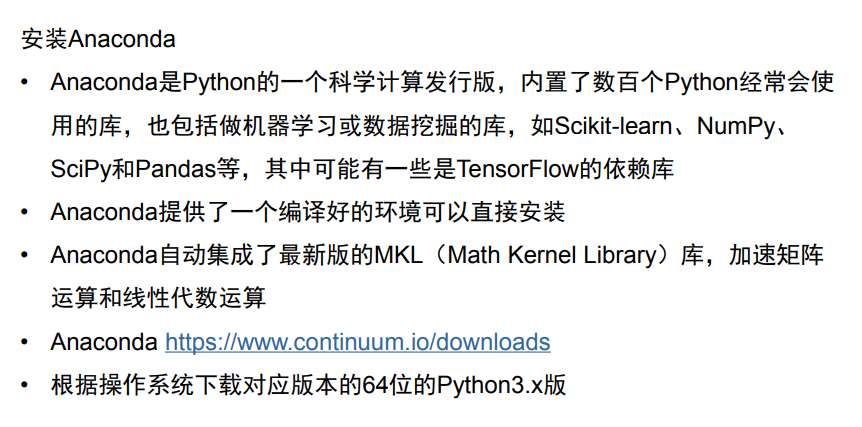 安装Anaconda
• Anaconda是Python的一个科学计算发行版，内置了数百个Python经常会使
用的库，也包括做机器学习或数据挖掘的库，如Scikit-learn、NumPy、
SciPy和Pandas等，其中可能有一些是TensorFlow的依赖库
• Anaconda提供了一个编译好的环境可以直接安装
• Anaconda自动集成了最新版的MKL（Math Kernel Library）库，加速矩阵
运算和线性代数运算
• Anaconda https://www.continuum.io/downloads
• 根据操作系统下载对应版本的64位的Python3.x版